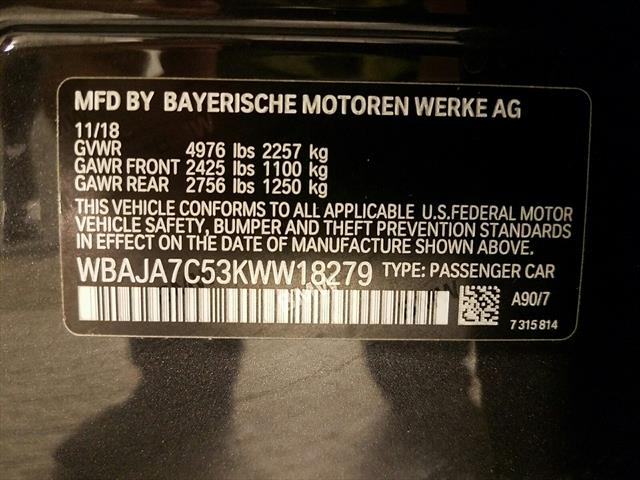 MFD BY BAYERISCHE MOTOREN WERKE AG
11/18
GVWR 4976 lbs 2257 kg
GAWR FRONT 2425 lbs 1100 kg
GAWR REAR 2756 lbs 1250 kg
THIS VEHICLE CONFORMS TO ALL APPLICABLE U.S.FEDERAL MOTOR
VEHICLE SAFETY, BUMPER AND THEFT PREVENTION STANDARDS
IN EFFECT ON THE DATE OF MANUFACTURE SHOWN ABOVE.
WBAJA7C53KWW18279 TYPE: PASSENGER CAR
A90/7
7 315 814